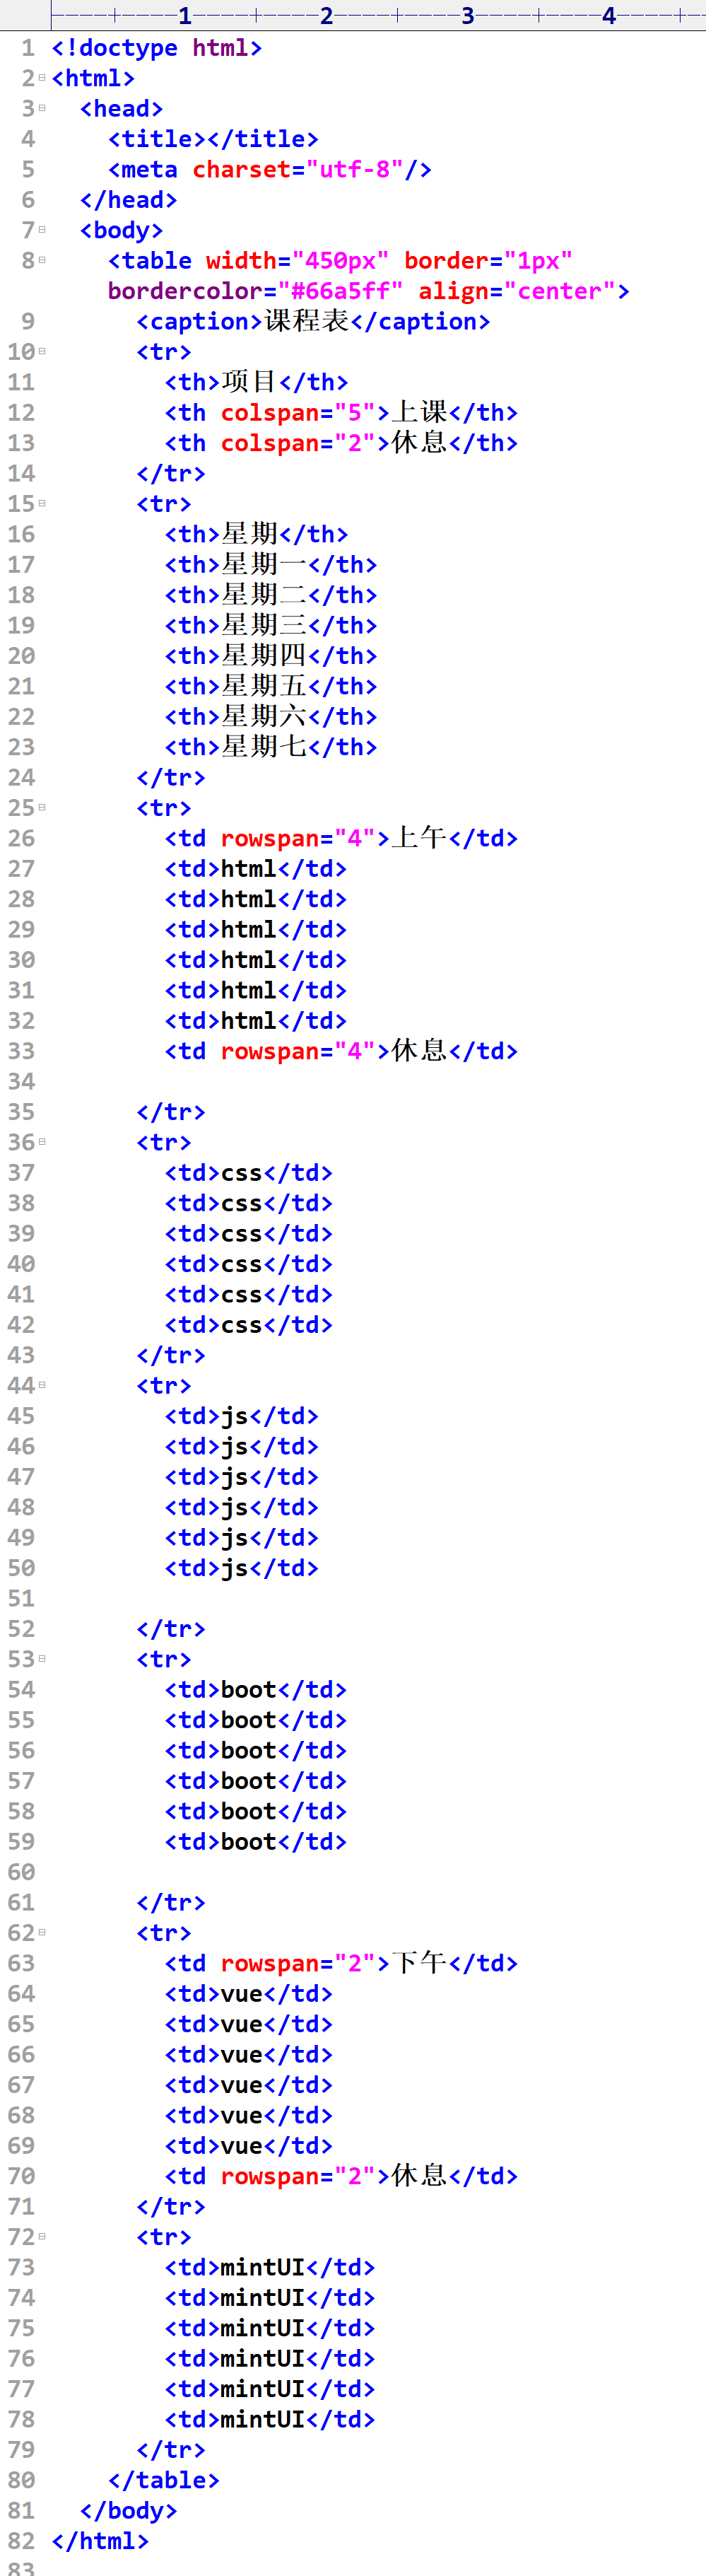 1 2 3 4
1 <!doctype html>
2 <html>
3   <head>
4     <title></title>
5     <meta charset="utf-8"/>
6   </head>
7   <body>
8     <table width="450px" border="1px"
    bordercolor="#66a5ff" align="center">
9       <caption>课程表</caption>
10       <tr>
11         <th>项目</th>
12         <th colspan="5">上课</th>
13         <th colspan="2">休息</th>
14       </tr>
15       <tr>
16         <th>星期</th>
17         <th>星期一</th>
18         <th>星期二</th>
19         <th>星期三</th>
20         <th>星期四</th>
21         <th>星期五</th>
22         <th>星期六</th>
23         <th>星期七</th>
24       </tr>
25       <tr>
26         <td rowspan="4">上午</td>
27         <td>html</td>
28         <td>html</td>
29         <td>html</td>
30         <td>html</td>
31         <td>html</td>
32         <td>html</td>
33         <td rowspan="4">休息</td>
34
35       </tr>
36       <tr>
37         <td>css</td>
38         <td>css</td>
39         <td>css</td>
40         <td>css</td>
41         <td>css</td>
42         <td>css</td>
43       </tr>
44       <tr>
45         <td>js</td>
46         <td>js</td>
47         <td>js</td>
48         <td>js</td>
49         <td>js</td>
50         <td>js</td>
51
52       </tr>
53       <tr>
54         <td>boot</td>
55         <td>boot</td>
56         <td>boot</td>
57         <td>boot</td>
58         <td>boot</td>
59         <td>boot</td>
60
61       </tr>
62       <tr>
63         <td rowspan="2">下午</td>
64         <td>vue</td>
65         <td>vue</td>
66         <td>vue</td>
67         <td>vue</td>
68         <td>vue</td>
69         <td>vue</td>
70         <td rowspan="2">休息</td>
71       </tr>
72       <tr>
73         <td>mintUI</td>
74         <td>mintUI</td>
75         <td>mintUI</td>
76         <td>mintUI</td>
77         <td>mintUI</td>
78         <td>mintUI</td>
79       </tr>
80     </table>
81   </body>
82 </html>
83